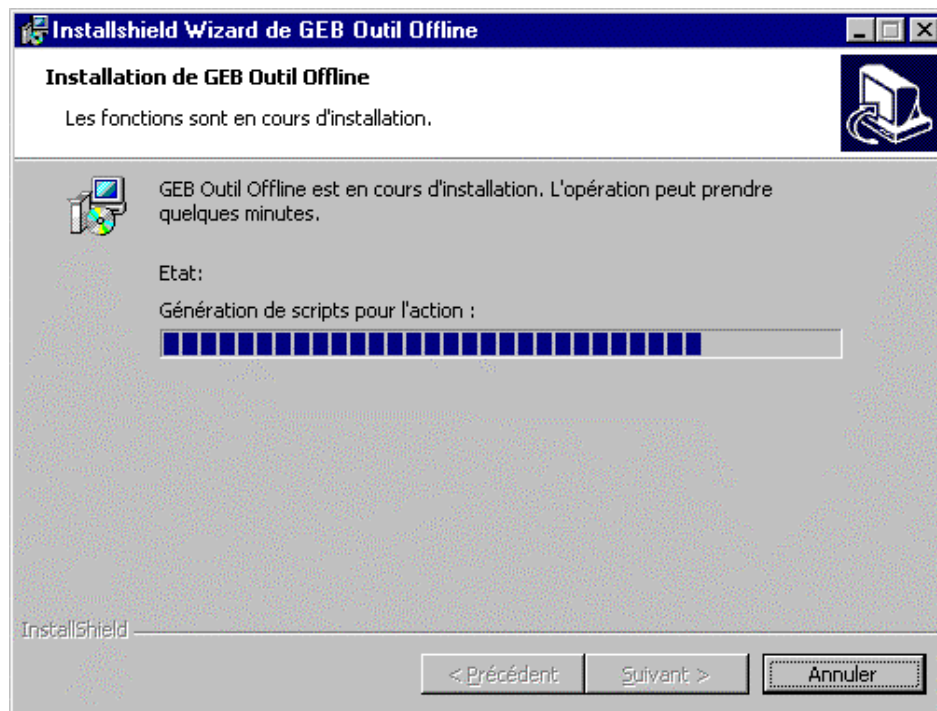 Installshield Wizard de GEB Outil Offline
Installation de GEB Outil Offline
Les fonctions sont en cours d'installation.
GEB Outil Offline est en cours d'installation. L'opération peut prendre
quelques minutes.
Etat:
Génération de scripts pour l'action :
InstallShield
< Précédent
Suivant >
Annuler